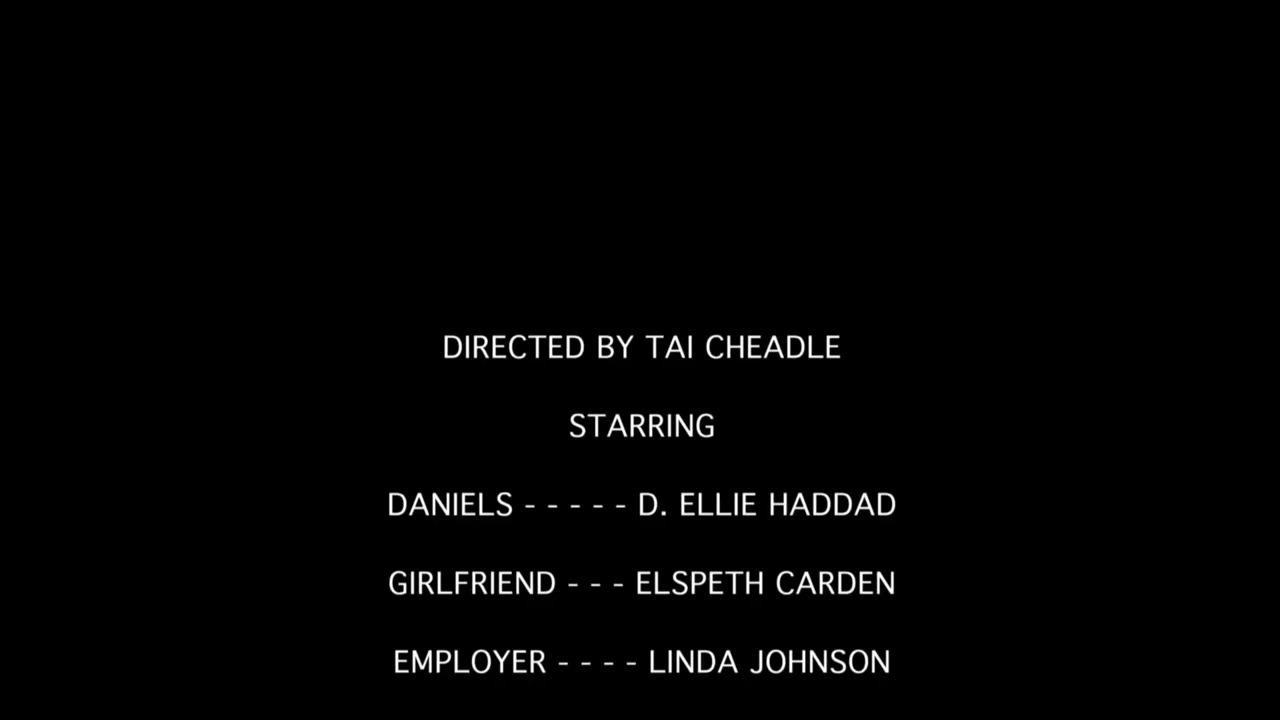 DIRECTED BY TAI CHEADLE
STARRING
DANIELS - - - - - D. ELLIE HADDAD
GIRLFRIEND - - - ELSPETH CARDEN
EMPLOYER - - - - LINDA JOHNSON